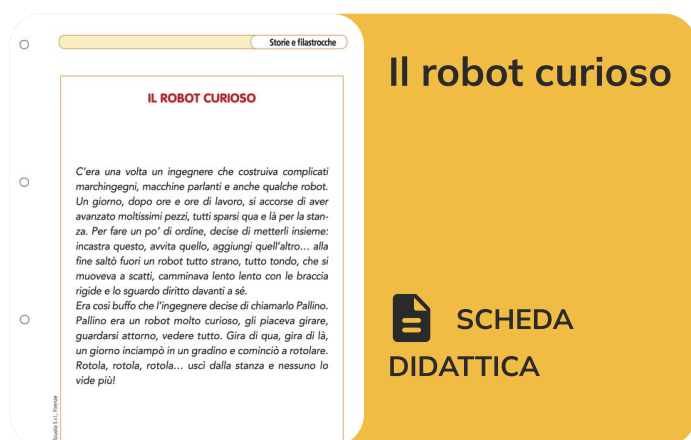 Storie e filastrocche
IL ROBOT CURIOSO
C'era una volta un ingegnere che costruiva complicati
marchingegni, macchine parlanti e anche qualche robot.
Un giorno, dopo ore e ore di lavoro, si accorse di aver
avanzato moltissimi pezzi, tutti sparsi qua e là per la stan-
za. Per fare un po' di ordine, decise di metterli insieme:
incastra questo, avvita quello, aggiungi quell'altro... alla
fine saltò fuori un robot tutto strano, tutto tondo, che si
muoveva a scatti, camminava lento lento con le braccia
rigide e lo sguardo diritto davanti a sé.
Era così buffo che l'ingegnere decise di chiamarlo Pallino.
Pallino era un robot molto curioso, gli piaceva girare,
guardarsi attorno, vedere tutto. Gira di qua, gira di là,
un giorno inciampò in un gradino e cominciò a rotolare.
Rotola, rotola, rotola... uscì dalla stanza e nessuno lo
vide più!
Scuola S.r.l., Firenze
Il robot curioso
SCHEDA
DIDATTICA